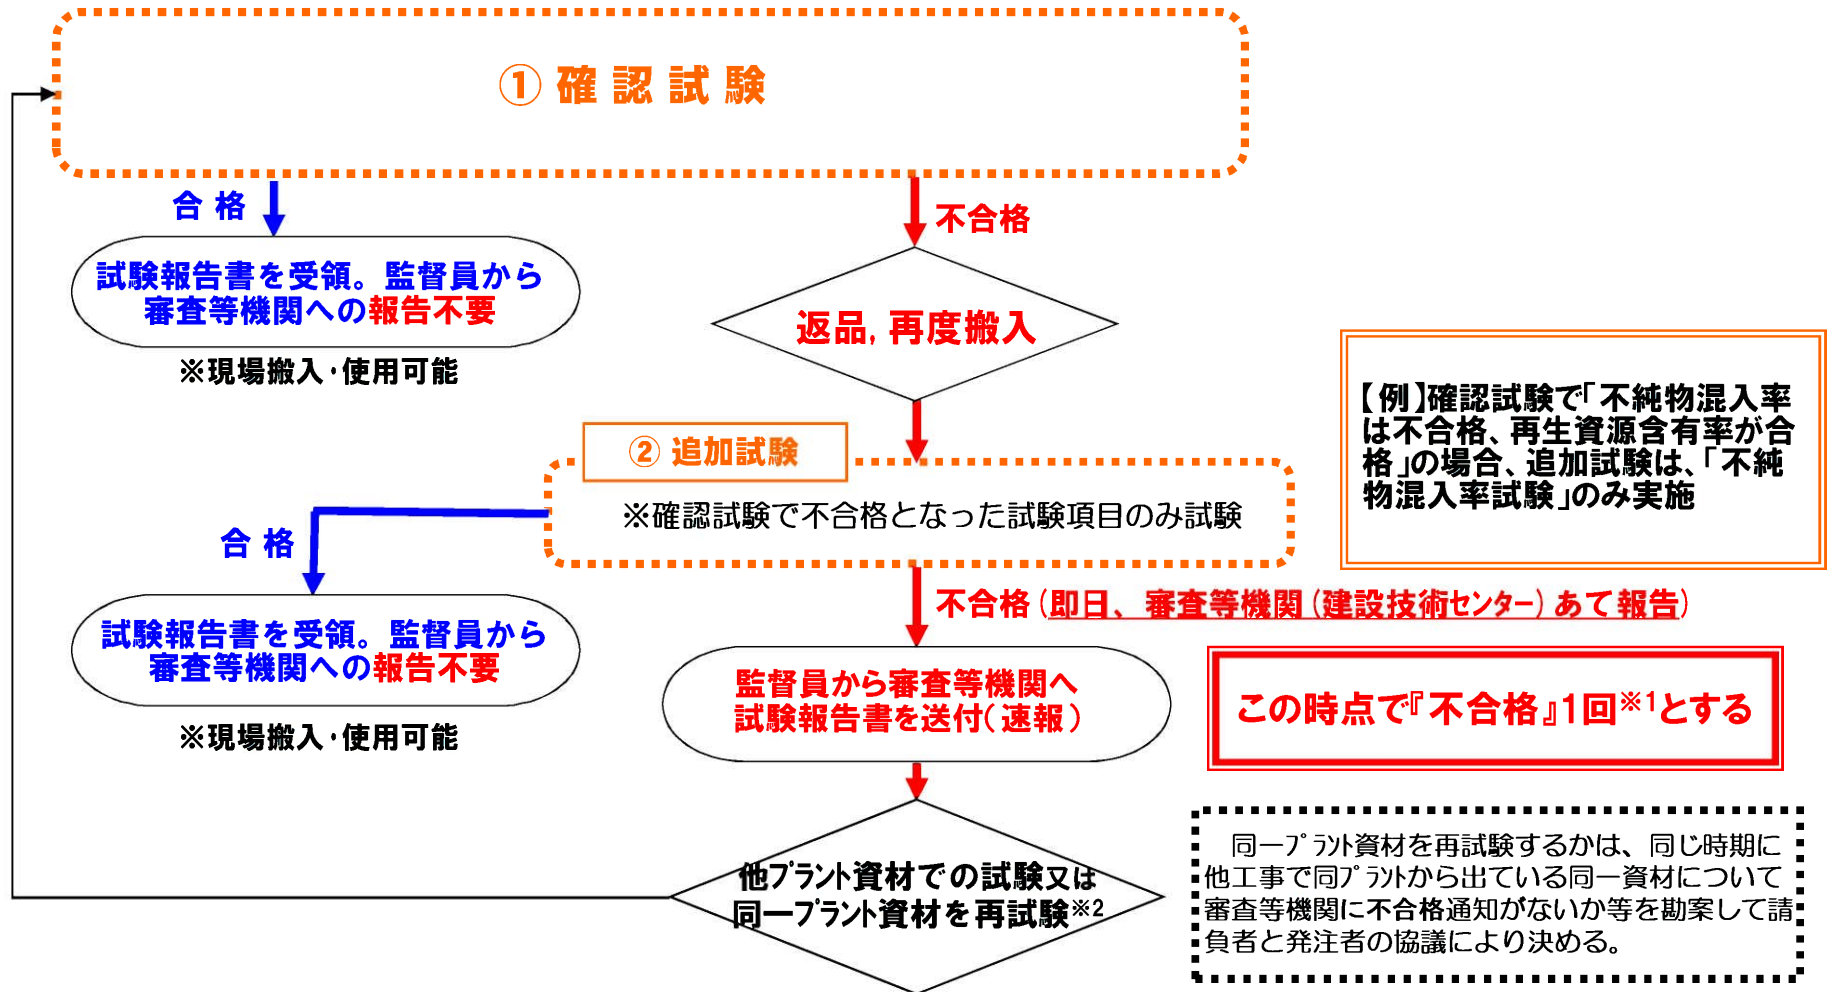 ① 確認試験
合格
不合格
試験報告書を受領。監督員から
審査等機関への報告不要
※現場搬入・使用可能
返品,再度搬入
【例】確認試験で「不純物混入率
は不合格、再生資源含有率が合
格」の場合、追加試験は、「不純
物混入率試験」のみ実施
② 追加試験
※確認試験で不合格となった試験項目のみ試験
合格
試験報告書を受領。監督員から
審査等機関への報告不要
※現場搬入・使用可能
不合格(即日、審査等機関(建設技術センター)あて報告)
監督員から審査等機関へ
試験報告書を送付(速報)
この時点で『不合格』1回※1とする
他プラント資材での試験又は
同一プラント資材を再試験※2
同一プラント資材を再試験するかは、同じ時期に
他工事で同プラントから出ている同一資材について
審査等機関に不合格通知がないか等を勘案して請
負者と発注者の協議により決める。